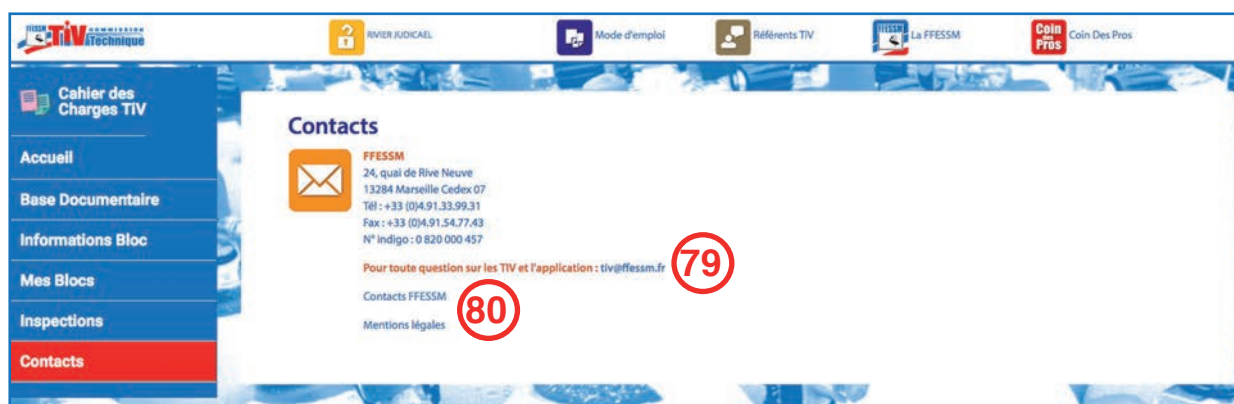 FFESSM
TIV COMMISSION
Technique
RIVIER JUDICAEL
Mode d'emploi
Référents TIV
FFESSM
La FFESSM
Coin
des
Pros
Coin Des Pros
Cahier des
Charges TIV
Accueil
Base Documentaire
Informations Bloc
Mes Blocs
Inspections
Contacts
Contacts
FFESSM
24, quai de Rive Neuve
13284 Marseille Cedex 07
Tél : +33 (0)4.91.33.99.31
Fax : +33 (0)4.91.54.77.43
N° indigo : 0 820 000 457
Pour toute question sur les TIV et l'application : tiv@ffessm.fr
79
Contacts FFESSM
80
Mentions légales